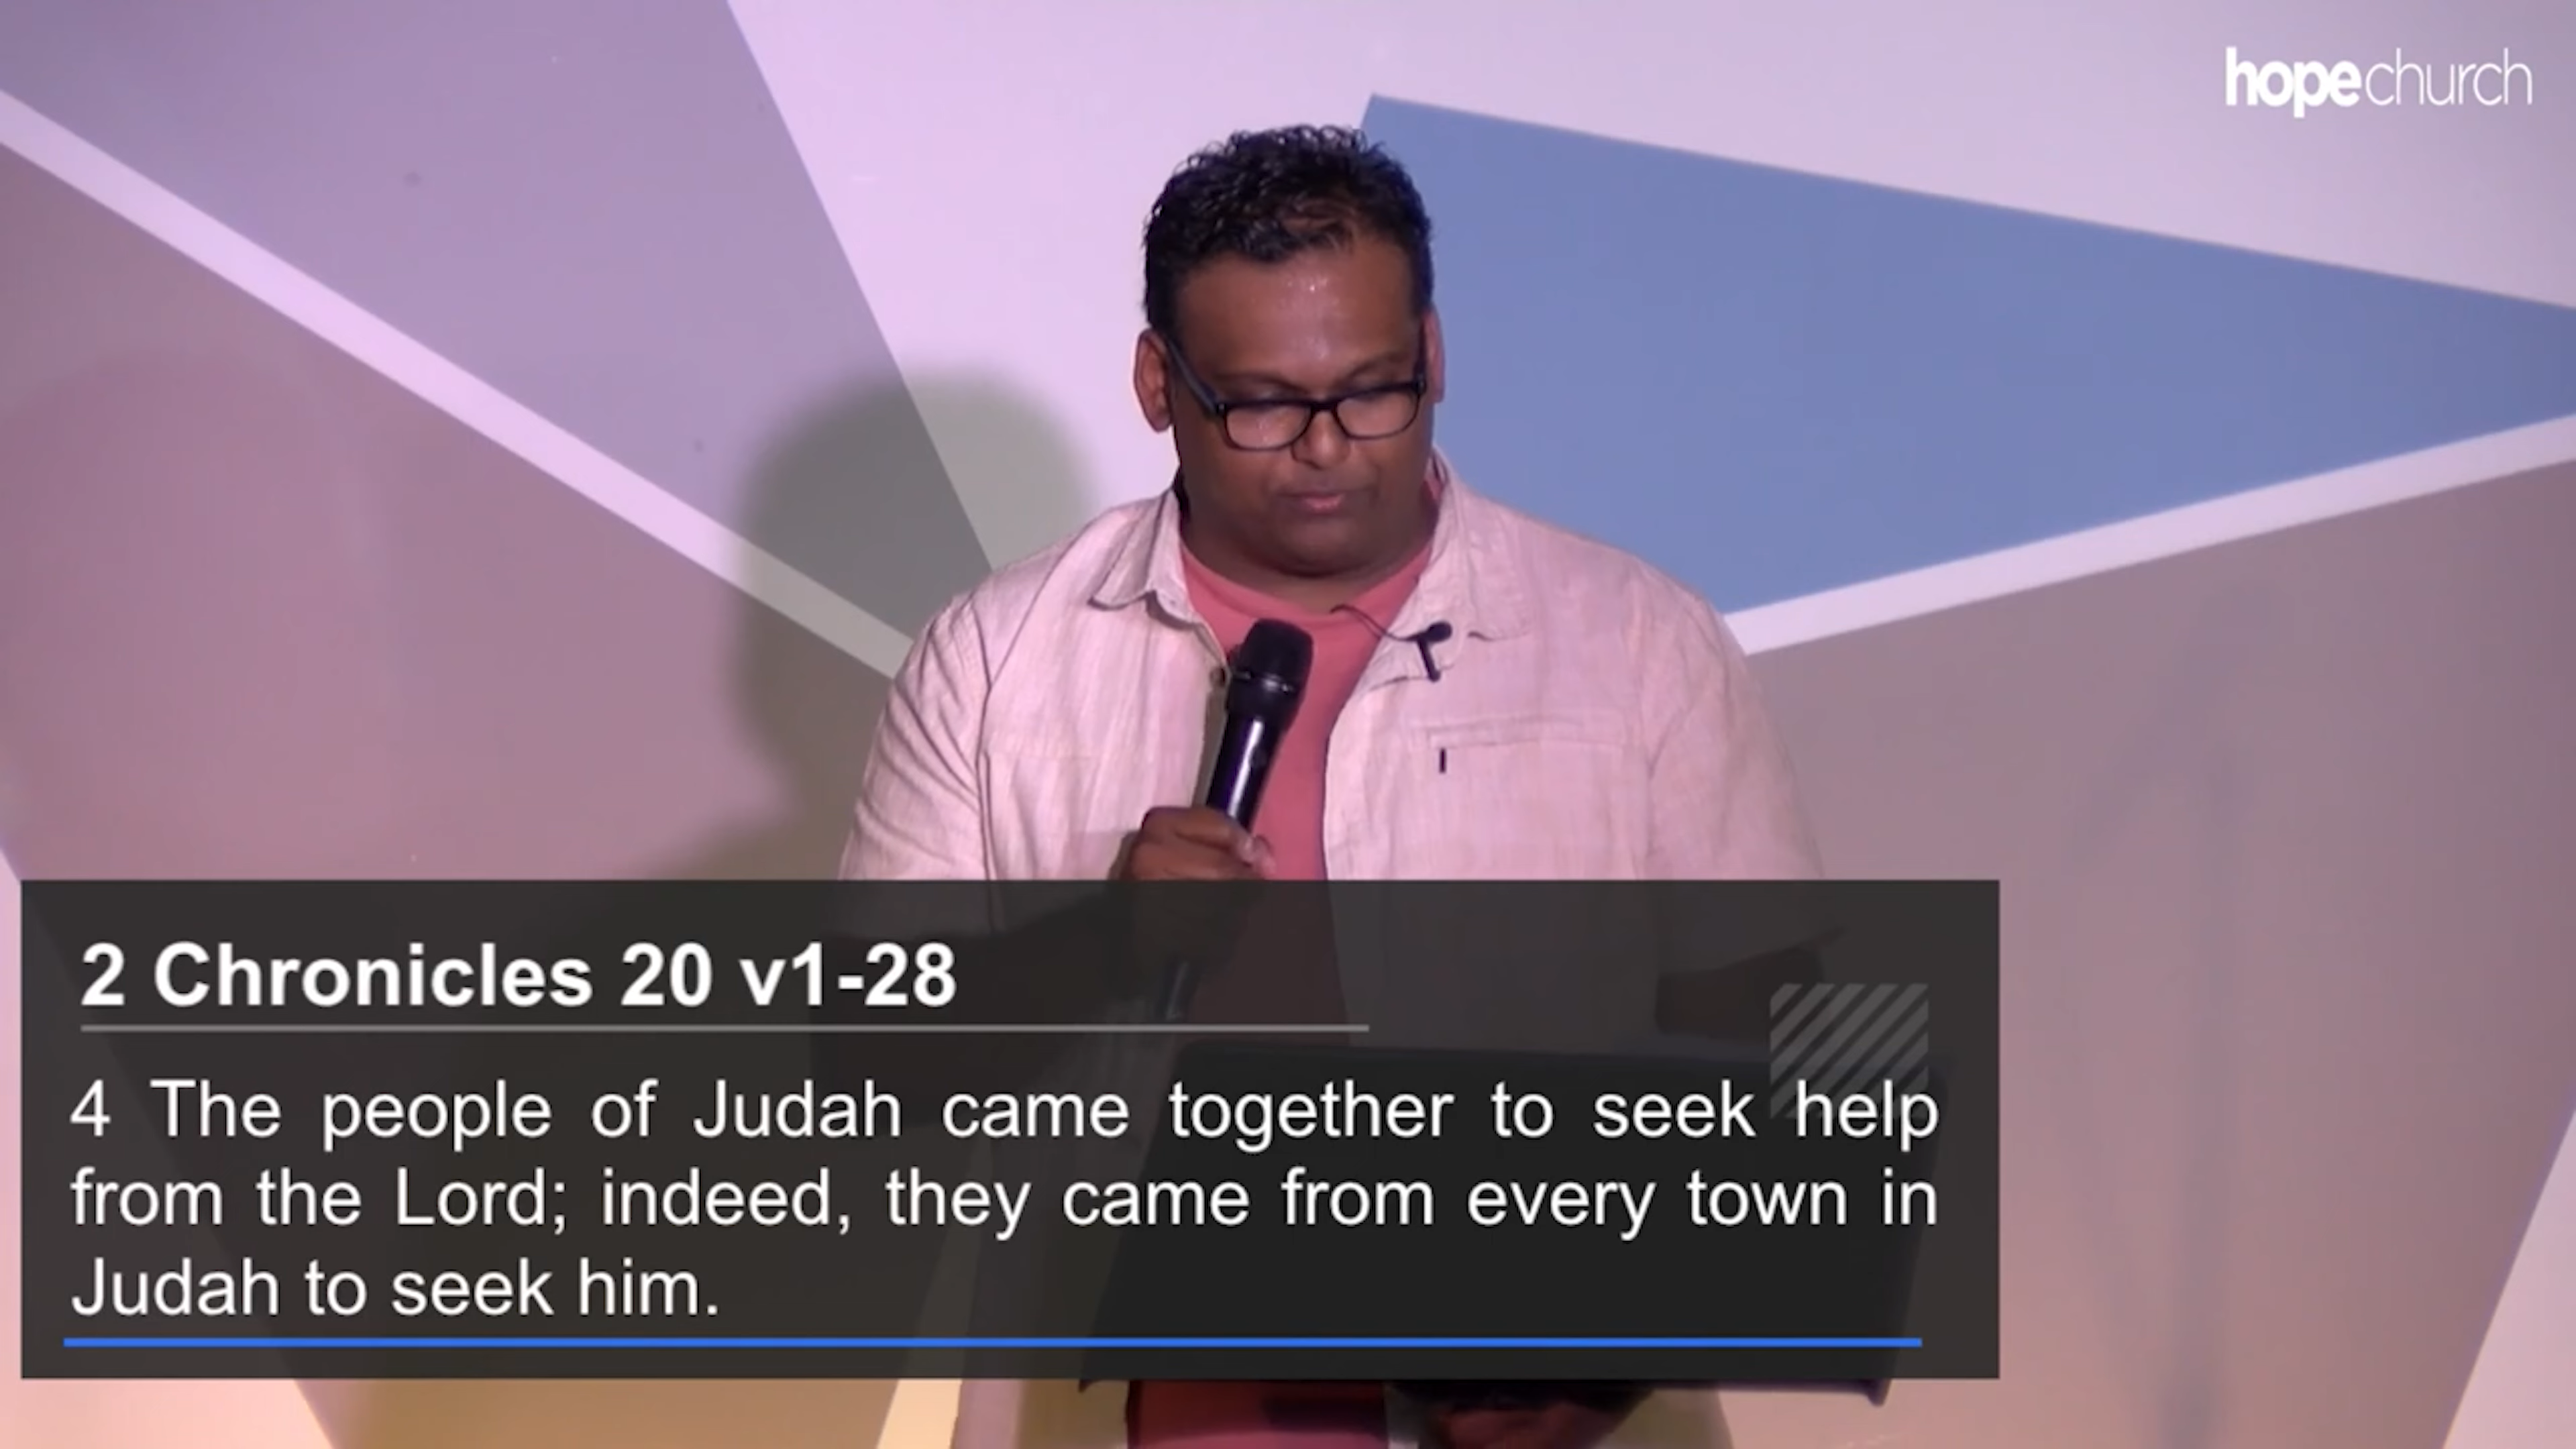 hopechurch
2 Chronicles 20 v1-28
4 The people of Judah came together to seek help
from the Lord; indeed, they came from every town in
Judah to seek him.